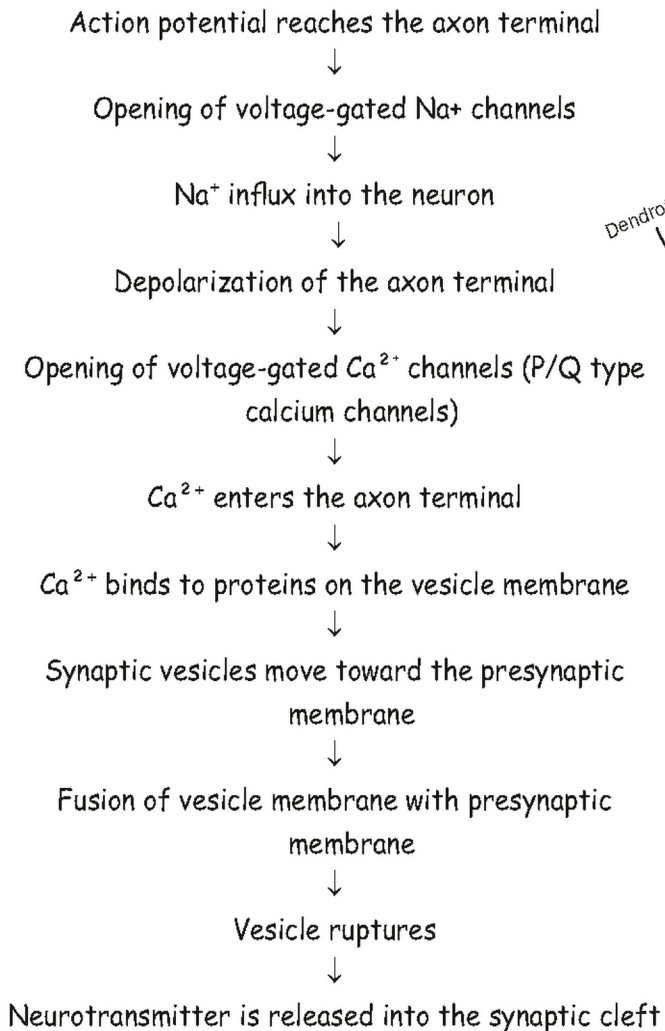 Action potential reaches the axon terminal
↓
Opening of voltage-gated Na+ channels
↓
Na⁺ influx into the neuron
↓
Depolarization of the axon terminal
↓
Opening of voltage-gated Ca²⁺ channels (P/Q type
calcium channels)
↓
Ca²⁺ enters the axon terminal
↓
Ca²⁺ binds to proteins on the vesicle membrane
↓
Synaptic vesicles move toward the presynaptic
membrane
↓
Fusion of vesicle membrane with presynaptic
membrane
↓
Vesicle ruptures
↓
Neurotransmitter is released into the synaptic cleft